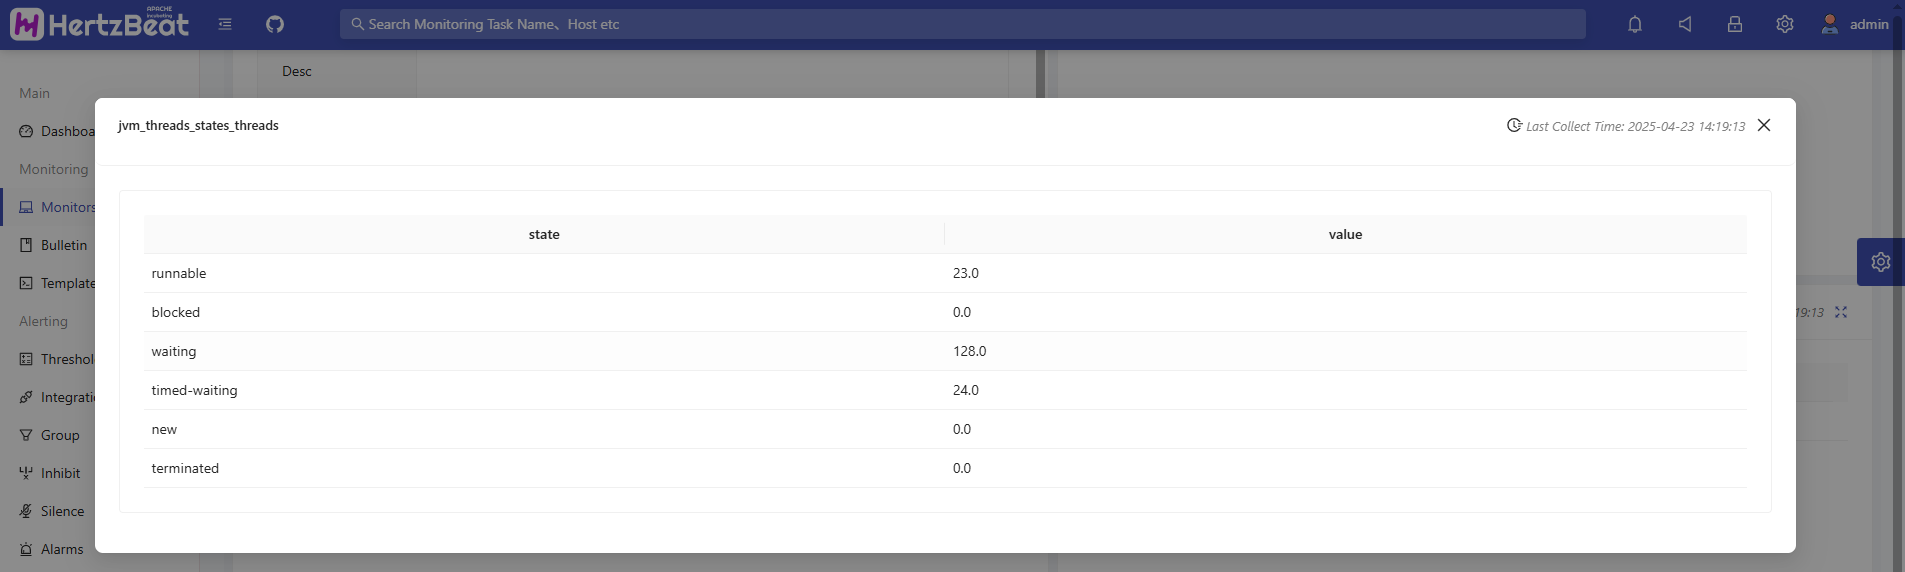 APACHE
incubating
HertzBeat
Search Monitoring Task Name、Host etc
admin
Desc
Main
Dashboa
Monitoring
Monitors
Bulletin
Template
Alerting
Threshol
Integrati
Group
Inhibit
Silence
Alarms
jvm_threads_states_threads
Last Collect Time: 2025-04-23 14:19:13
state value
runnable 23.0
blocked 0.0
waiting 128.0
timed-waiting 24.0
new 0.0
terminated 0.0
19:13